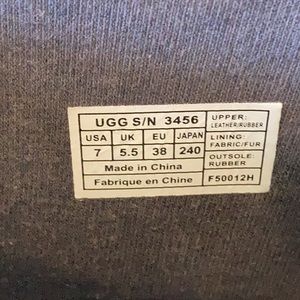 UGG S/N 3456
USA UK EU JAPAN
7 5.5 38 240
Made in China
Fabrique en Chine
UPPER:
LEATHER/RUBBER
LINING:
FABRIC/FUR
OUTSOLE:
RUBBER
F50012H